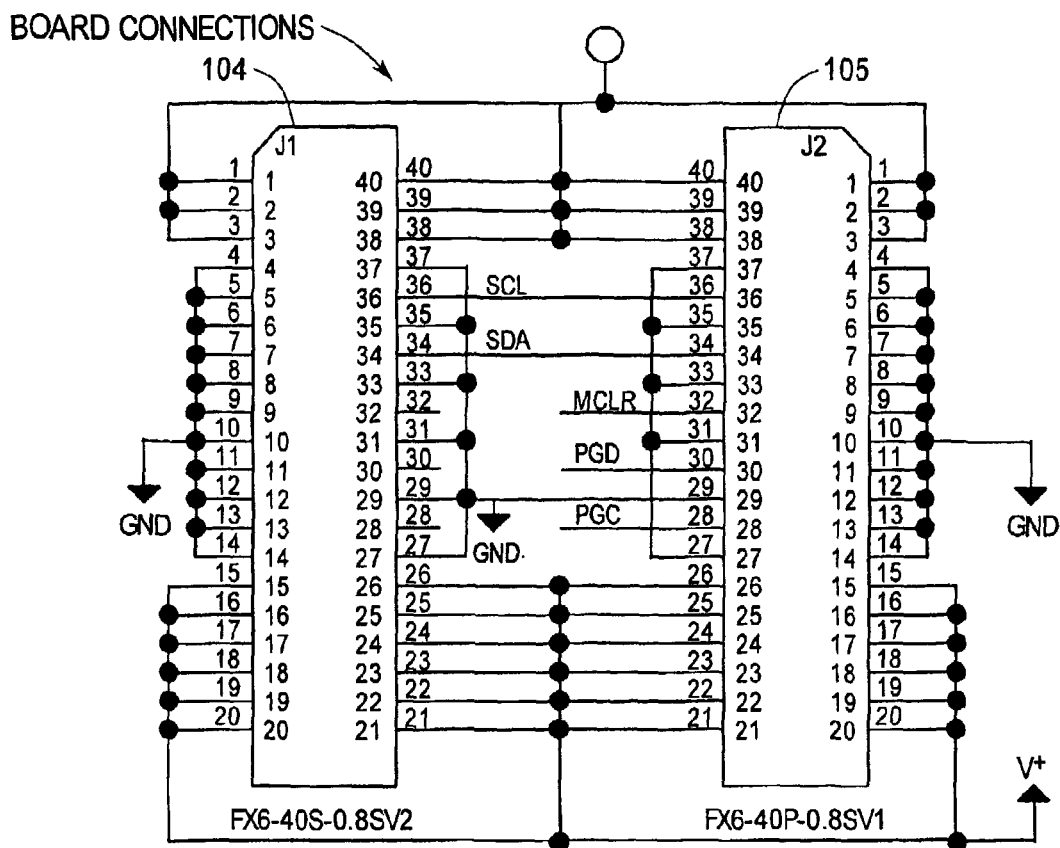 BOARD CONNECTIONS
104 105
J1 J2
1 1 40 40 40 40 1 1
2 2 39 39 39 39 2 2
3 3 38 38 38 38 3 3
4 4 37 37 37 37 4 4
5 5 36 36 SCL 36 36 5 5
6 6 35 35 35 35 6 6
7 7 34 34 SDA 34 34 7 7
8 8 33 33 33 33 8 8
9 9 32 32 MCLR 32 32 9 9
10 10 31 31 31 31 10 10
11 11 30 30 PGD 30 30 11 11
12 12 29 29 29 29 12 12
GND GND
13 13 28 28 PGC 28 28 13 13
GND.
14 14 27 27 27 27 14 14
15 15 26 26 26 26 15 15
16 16 25 25 25 25 16 16
17 17 24 24 24 24 17 17
18 18 23 23 23 23 18 18
19 19 22 22 22 22 19 19
20 20 21 21 21 21 20 20
V+
FX6-40S-0.8SV2 FX6-40P-0.8SV1